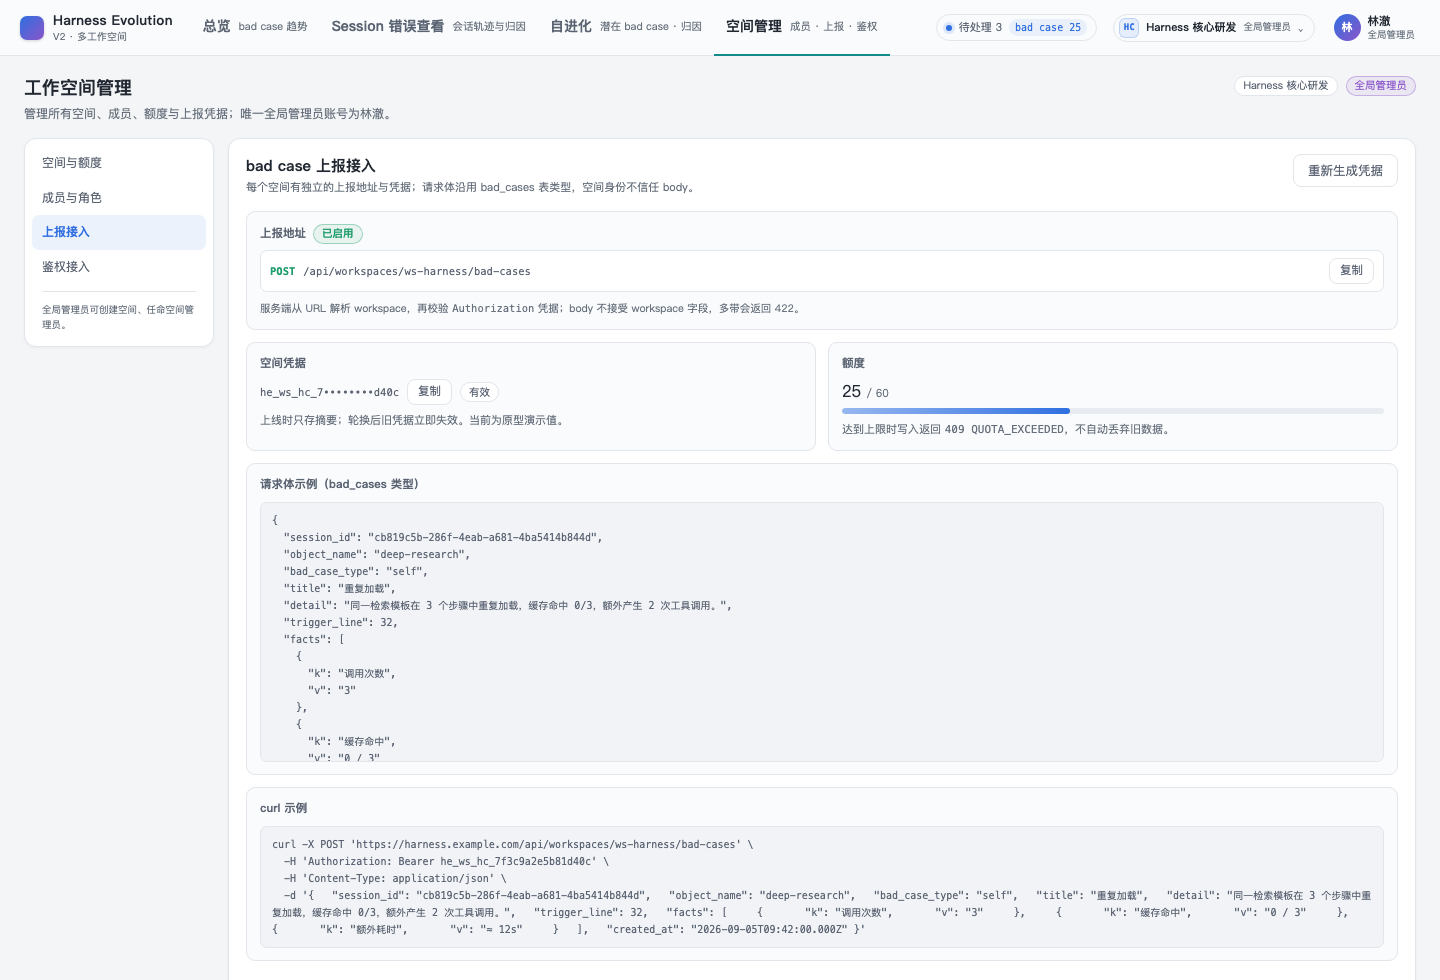 Harness Evolution
V2 · 多工作空间
总览 bad case 趋势
Session 错误查看 会话轨迹与归因
自进化 潜在 bad case · 归因
空间管理 成员 · 上报 · 鉴权
待处理 3 bad case 25
HC Harness 核心研发 全局管理员
林 林澈
全局管理员
工作空间管理
管理所有空间、成员、额度与上报凭据；唯一全局管理员账号为林澈。
Harness 核心研发 全局管理员
空间与额度
成员与角色
上报接入
鉴权接入
全局管理员可创建空间、任命空间管
理员。
bad case 上报接入
每个空间有独立的上报地址与凭据；请求体沿用 bad_cases 表类型，空间身份不信任 body。
重新生成凭据
上报地址 已启用
POST /api/workspaces/ws-harness/bad-cases
复制
服务端从 URL 解析 workspace，再校验 Authorization 凭据；body 不接受 workspace 字段，多带会返回 422。
空间凭据
he_ws_hc_7••••••••d40c 复制 有效
上线时只存摘要；轮换后旧凭据立即失效。当前为原型演示值。
额度
25 / 60
达到上限时写入返回 409 QUOTA_EXCEEDED，不自动丢弃旧数据。
请求体示例（bad_cases 类型）
{
"session_id": "cb819c5b-286f-4eab-a681-4ba5414b844d",
"object_name": "deep-research",
"bad_case_type": "self",
"title": "重复加载",
"detail": "同一检索模板在 3 个步骤中重复加载，缓存命中 0/3，额外产生 2 次工具调用。",
"trigger_line": 32,
"facts": [
{
"k": "调用次数",
"v": "3"
},
{
"k": "缓存命中",
"v": "0 / 3"
curl 示例
curl -X POST 'https://harness.example.com/api/workspaces/ws-harness/bad-cases' \
-H 'Authorization: Bearer he_ws_hc_7f3c9a2e5b81d40c' \
-H 'Content-Type: application/json' \
-d '{ "session_id": "cb819c5b-286f-4eab-a681-4ba5414b844d", "object_name": "deep-research", "bad_case_type": "self", "title": "重复加载", "detail": "同一检索模板在 3 个步骤中重
复加载，缓存命中 0/3，额外产生 2 次工具调用。", "trigger_line": 32, "facts": [ { "k": "调用次数", "v": "3" }, { "k": "缓存命中", "v": "0 / 3" },
{ "k": "额外耗时", "v": "≈ 12s" } ], "created_at": "2026-09-05T09:42:00.000Z" }'